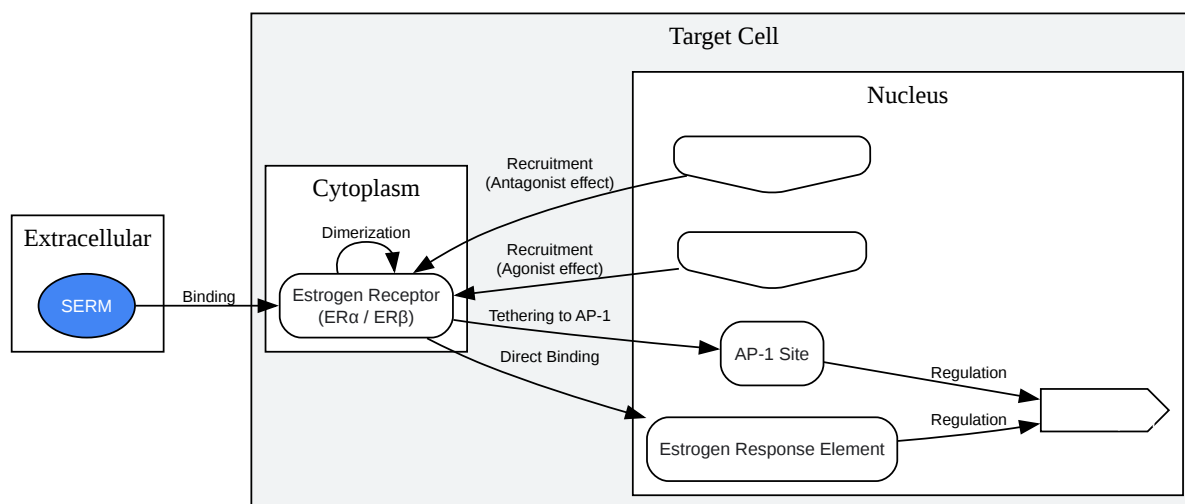 Target Cell
Nucleus
Recruitment
(Antagonist effect)
Cytoplasm
Extracellular
Dimerization
Recruitment
(Agonist effect)
SERM
Binding
Estrogen Receptor
(ERα / ERβ)
Tethering to AP-1
AP-1 Site
Direct Binding
Regulation
Regulation
Estrogen Response Element